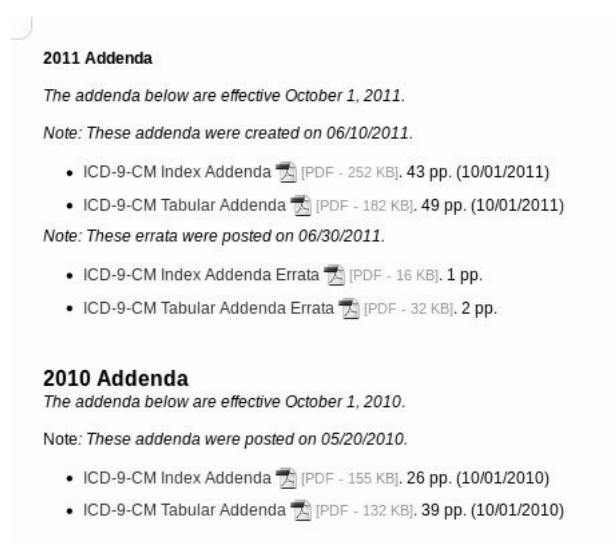 2011 Addenda
The addenda below are effective October 1, 2011.
Note: These addenda were created on 06/10/2011.
• ICD-9-CM Index Addenda [PDF - 252 KB]. 43 pp. (10/01/2011)
• ICD-9-CM Tabular Addenda [PDF - 182 KB]. 49 pp. (10/01/2011)
Note: These errata were posted on 06/30/2011.
• ICD-9-CM Index Addenda Errata [PDF - 16 KB]. 1 pp.
• ICD-9-CM Tabular Addenda Errata [PDF - 32 KB]. 2 pp.
2010 Addenda
The addenda below are effective October 1, 2010.
Note: These addenda were posted on 05/20/2010.
• ICD-9-CM Index Addenda [PDF - 155 KB]. 26 pp. (10/01/2010)
• ICD-9-CM Tabular Addenda [PDF - 132 KB]. 39 pp. (10/01/2010)